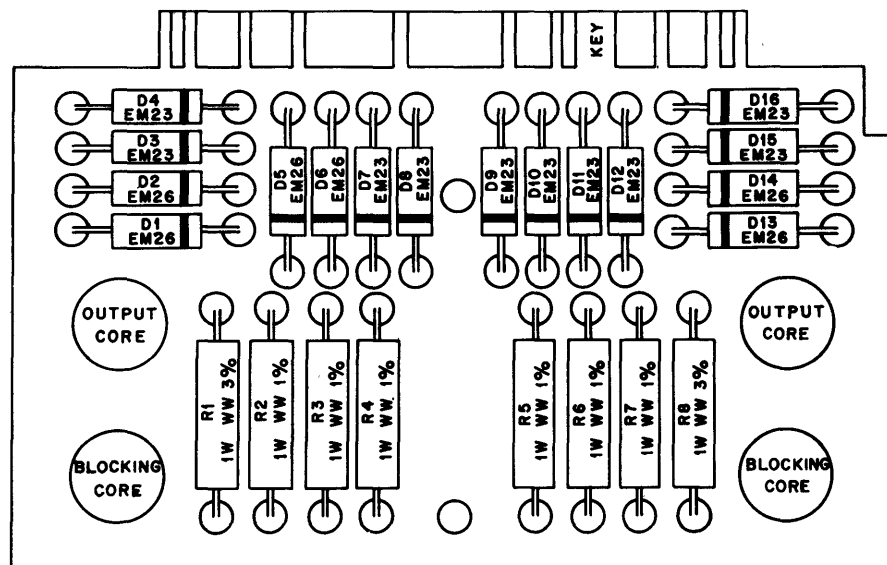 KEY
D4
EM23
D3
EM23
D2
EM26
D1
EM26
D5
EM26
D6
EM26
D7
EM23
D8
EM23
D9
EM23
D10
EM23
D11
EM23
D12
EM23
D16
EM23
D15
EM23
D14
EM26
D13
EM26
OUTPUT
CORE
OUTPUT
CORE
R1
1W WW 3%
R2
1W WW 1%
R3
1W WW 1%
R4
1W WW. 1%
R5
1W WW 1%
R6
1W WW 1%
R7
1W WW 1%
R8
1W WW 3%
BLOCKING
CORE
BLOCKING
CORE